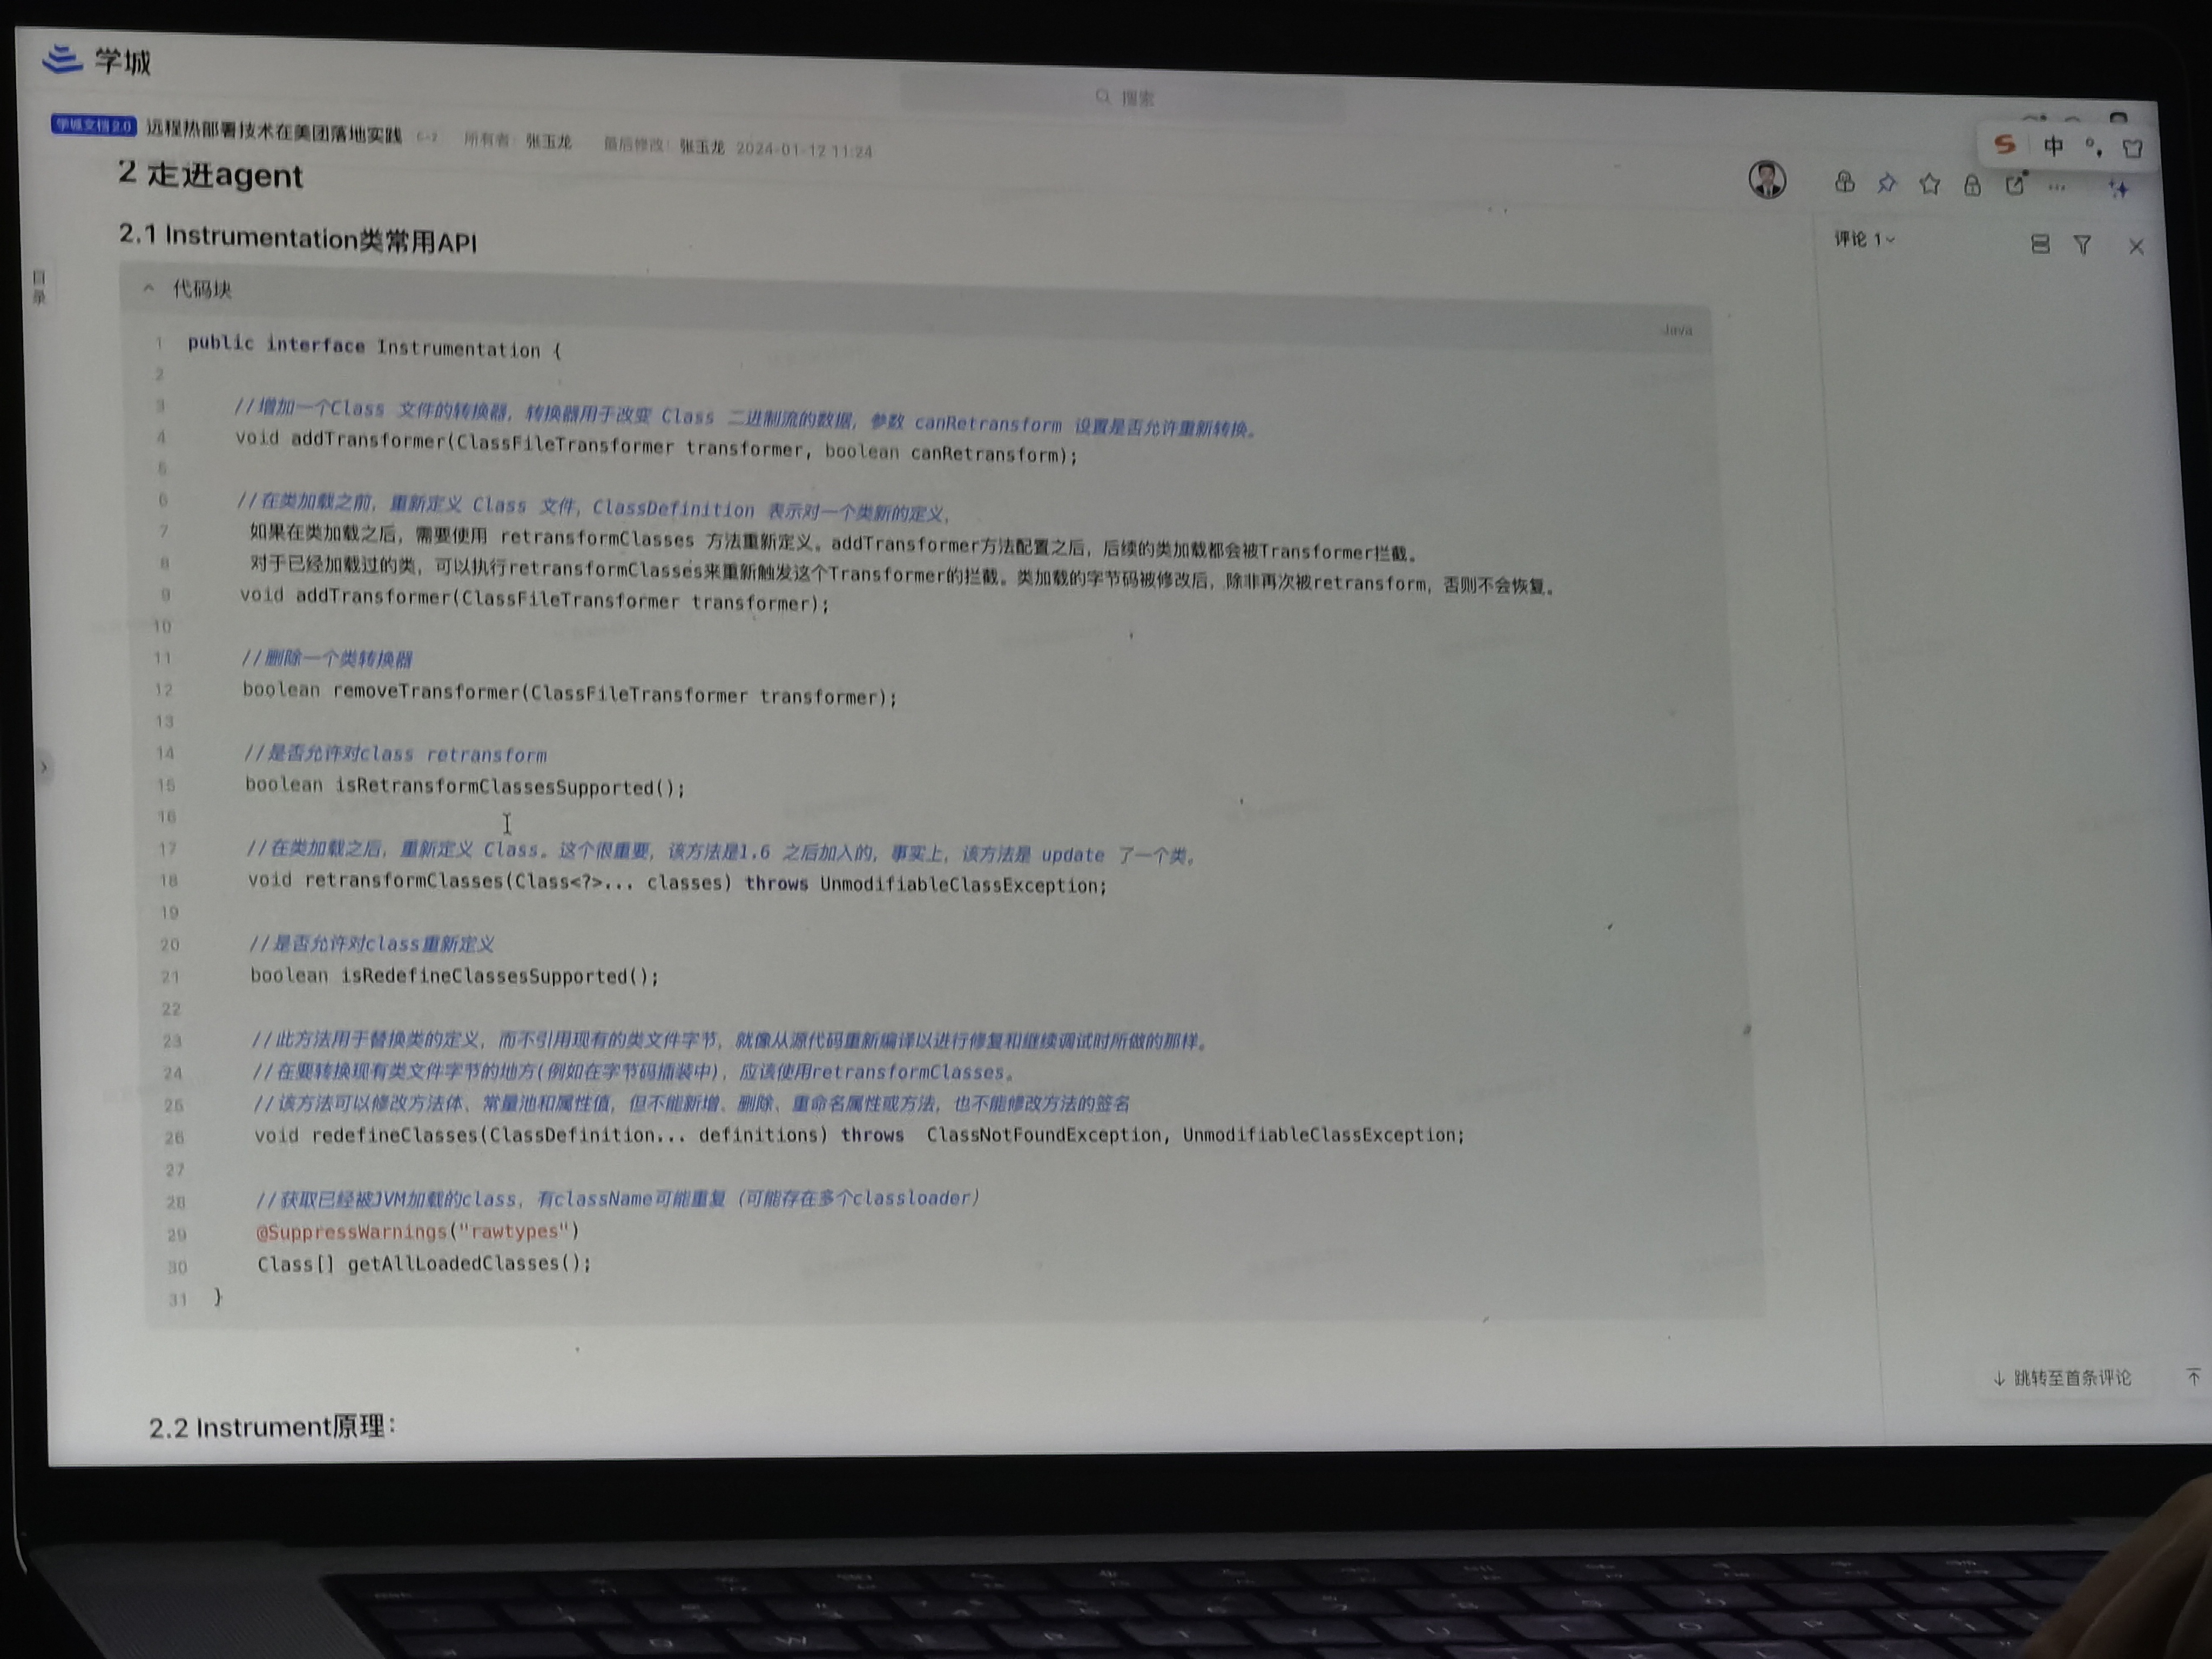 学城
搜索
学城文档2.0 远程热部署技术在美团落地实践 C-2 所有者: 张玉龙 最后修改: 张玉龙 2024-01-12 11:24
中
2 走进agent
评论 1
2.1 Instrumentation类常用API
目录
代码块
Java
1 public interface Instrumentation {
2
3 //增加一个Class 文件的转换器，转换器用于改变 Class 二进制流的数据，参数 canRetransform 设置是否允许重新转换。
4 void addTransformer(ClassFileTransformer transformer, boolean canRetransform);
5
6 //在类加载之前，重新定义 Class 文件，ClassDefinition 表示对一个类新的定义，
7 如果在类加载之后，需要使用 retransformClasses 方法重新定义。addTransformer方法配置之后，后续的类加载都会被Transformer拦截。
8 对于已经加载过的类，可以执行retransformClasses来重新触发这个Transformer的拦截。类加载的字节码被修改后，除非再次被retransform，否则不会恢复。
9 void addTransformer(ClassFileTransformer transformer);
10
11 //删除一个类转换器
12 boolean removeTransformer(ClassFileTransformer transformer);
13
14 //是否允许对class retransform
15 boolean isRetransformClassesSupported();
16
17 //在类加载之后，重新定义 Class。这个很重要，该方法是1.6 之后加入的，事实上，该方法是 update 了一个类。
18 void retransformClasses(Class<?>... classes) throws UnmodifiableClassException;
19
20 //是否允许对class重新定义
21 boolean isRedefineClassesSupported();
22
23 //此方法用于替换类的定义，而不引用现有的类文件字节，就像从源代码重新编译以进行修复和继续调试时所做的那样。
24 //在要转换现有类文件字节的地方(例如在字节码插装中)，应该使用retransformClasses。
25 //该方法可以修改方法体、常量池和属性值，但不能新增、删除、重命名属性或方法，也不能修改方法的签名
26 void redefineClasses(ClassDefinition... definitions) throws ClassNotFoundException, UnmodifiableClassException;
27
28 //获取已经被JVM加载的class，有className可能重复（可能存在多个classloader）
29 @SuppressWarnings("rawtypes")
30 Class[] getAllLoadedClasses();
31 }
跳转至首条评论
2.2 Instrument原理：